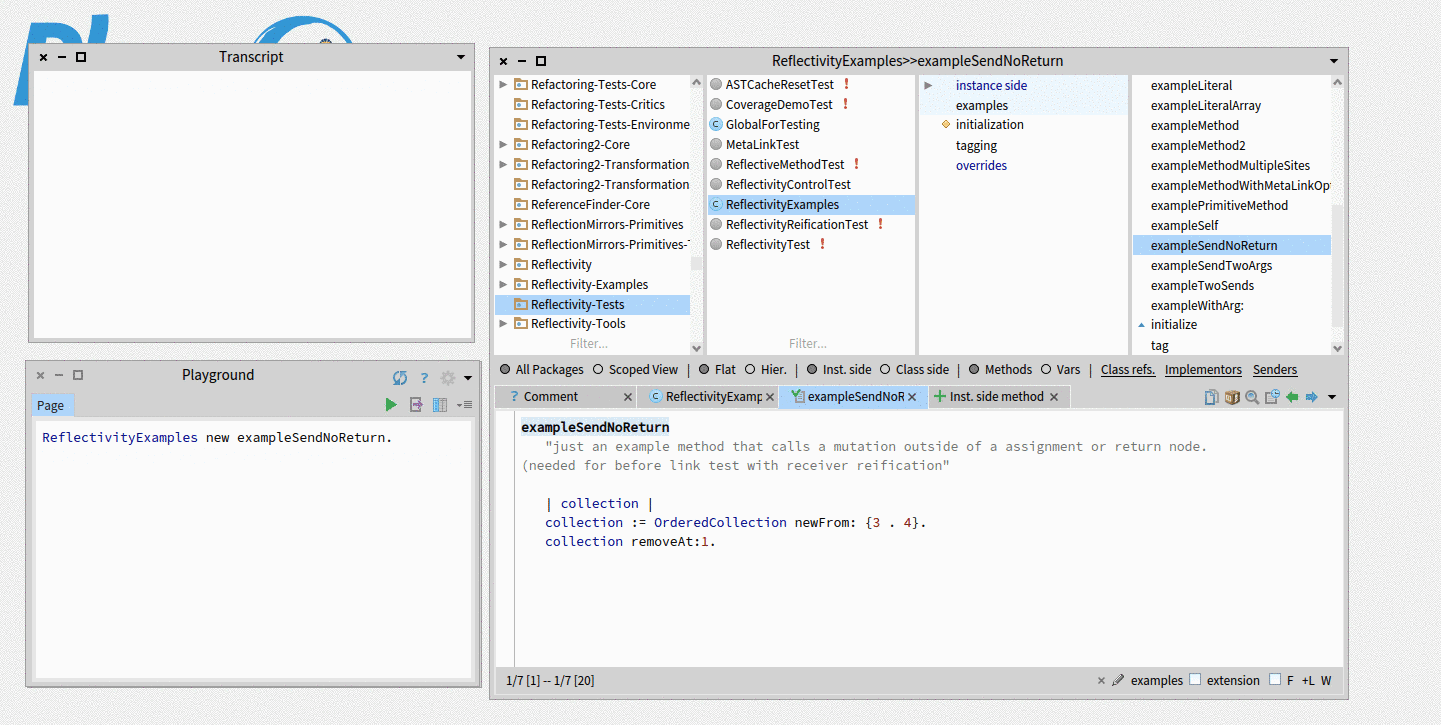 Transcript
ReflectivityExamples>>exampleSendNoReturn
Refactoring-Tests-Core
Refactoring-Tests-Critics
Refactoring-Tests-Environme
Refactoring2-Core
Refactoring2-Transformation
Refactoring2-Transformation
ReferenceFinder-Core
ReflectionMirrors-Primitives
ReflectionMirrors-Primitives-T
Reflectivity
Reflectivity-Examples
Reflectivity-Tests
Reflectivity-Tools
Filter...
ASTCacheResetTest !
CoverageDemoTest !
C GlobalForTesting
MetaLinkTest
ReflectiveMethodTest !
ReflectivityControlTest
C ReflectivityExamples
ReflectivityReificationTest !
ReflectivityTest !
Filter...
instance side
examples
initialization
tagging
overrides
exampleLiteral
exampleLiteralArray
exampleMethod
exampleMethod2
exampleMethodMultipleSites
exampleMethodWithMetaLinkOpt
examplePrimitiveMethod
exampleSelf
exampleSendNoReturn
exampleSendTwoArgs
exampleTwoSends
exampleWithArg:
initialize
tag
All Packages Scoped View | Flat Hier. | Inst. side Class side | Methods Vars | Class refs. Implementors Senders
? Comment C ReflectivityExamp exampleSendNoR Inst. side method
exampleSendNoReturn
"just an example method that calls a mutation outside of a assignment or return node.
(needed for before link test with receiver reification"
| collection |
collection := OrderedCollection newFrom: {3 . 4}.
collection removeAt:1.
1/7 [1] -- 1/7 [20]
examples extension F +L W
Playground
?
Page
ReflectivityExamples new exampleSendNoReturn.